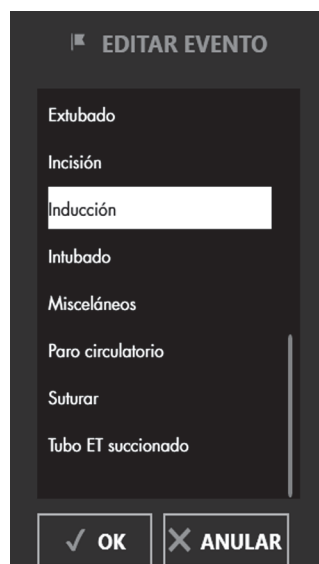 EDITAR EVENTO
Extubado
Incisión
Inducción
Intubado
Misceláneos
Paro circulatorio
Suturar
Tubo ET succionado
OK
ANULAR